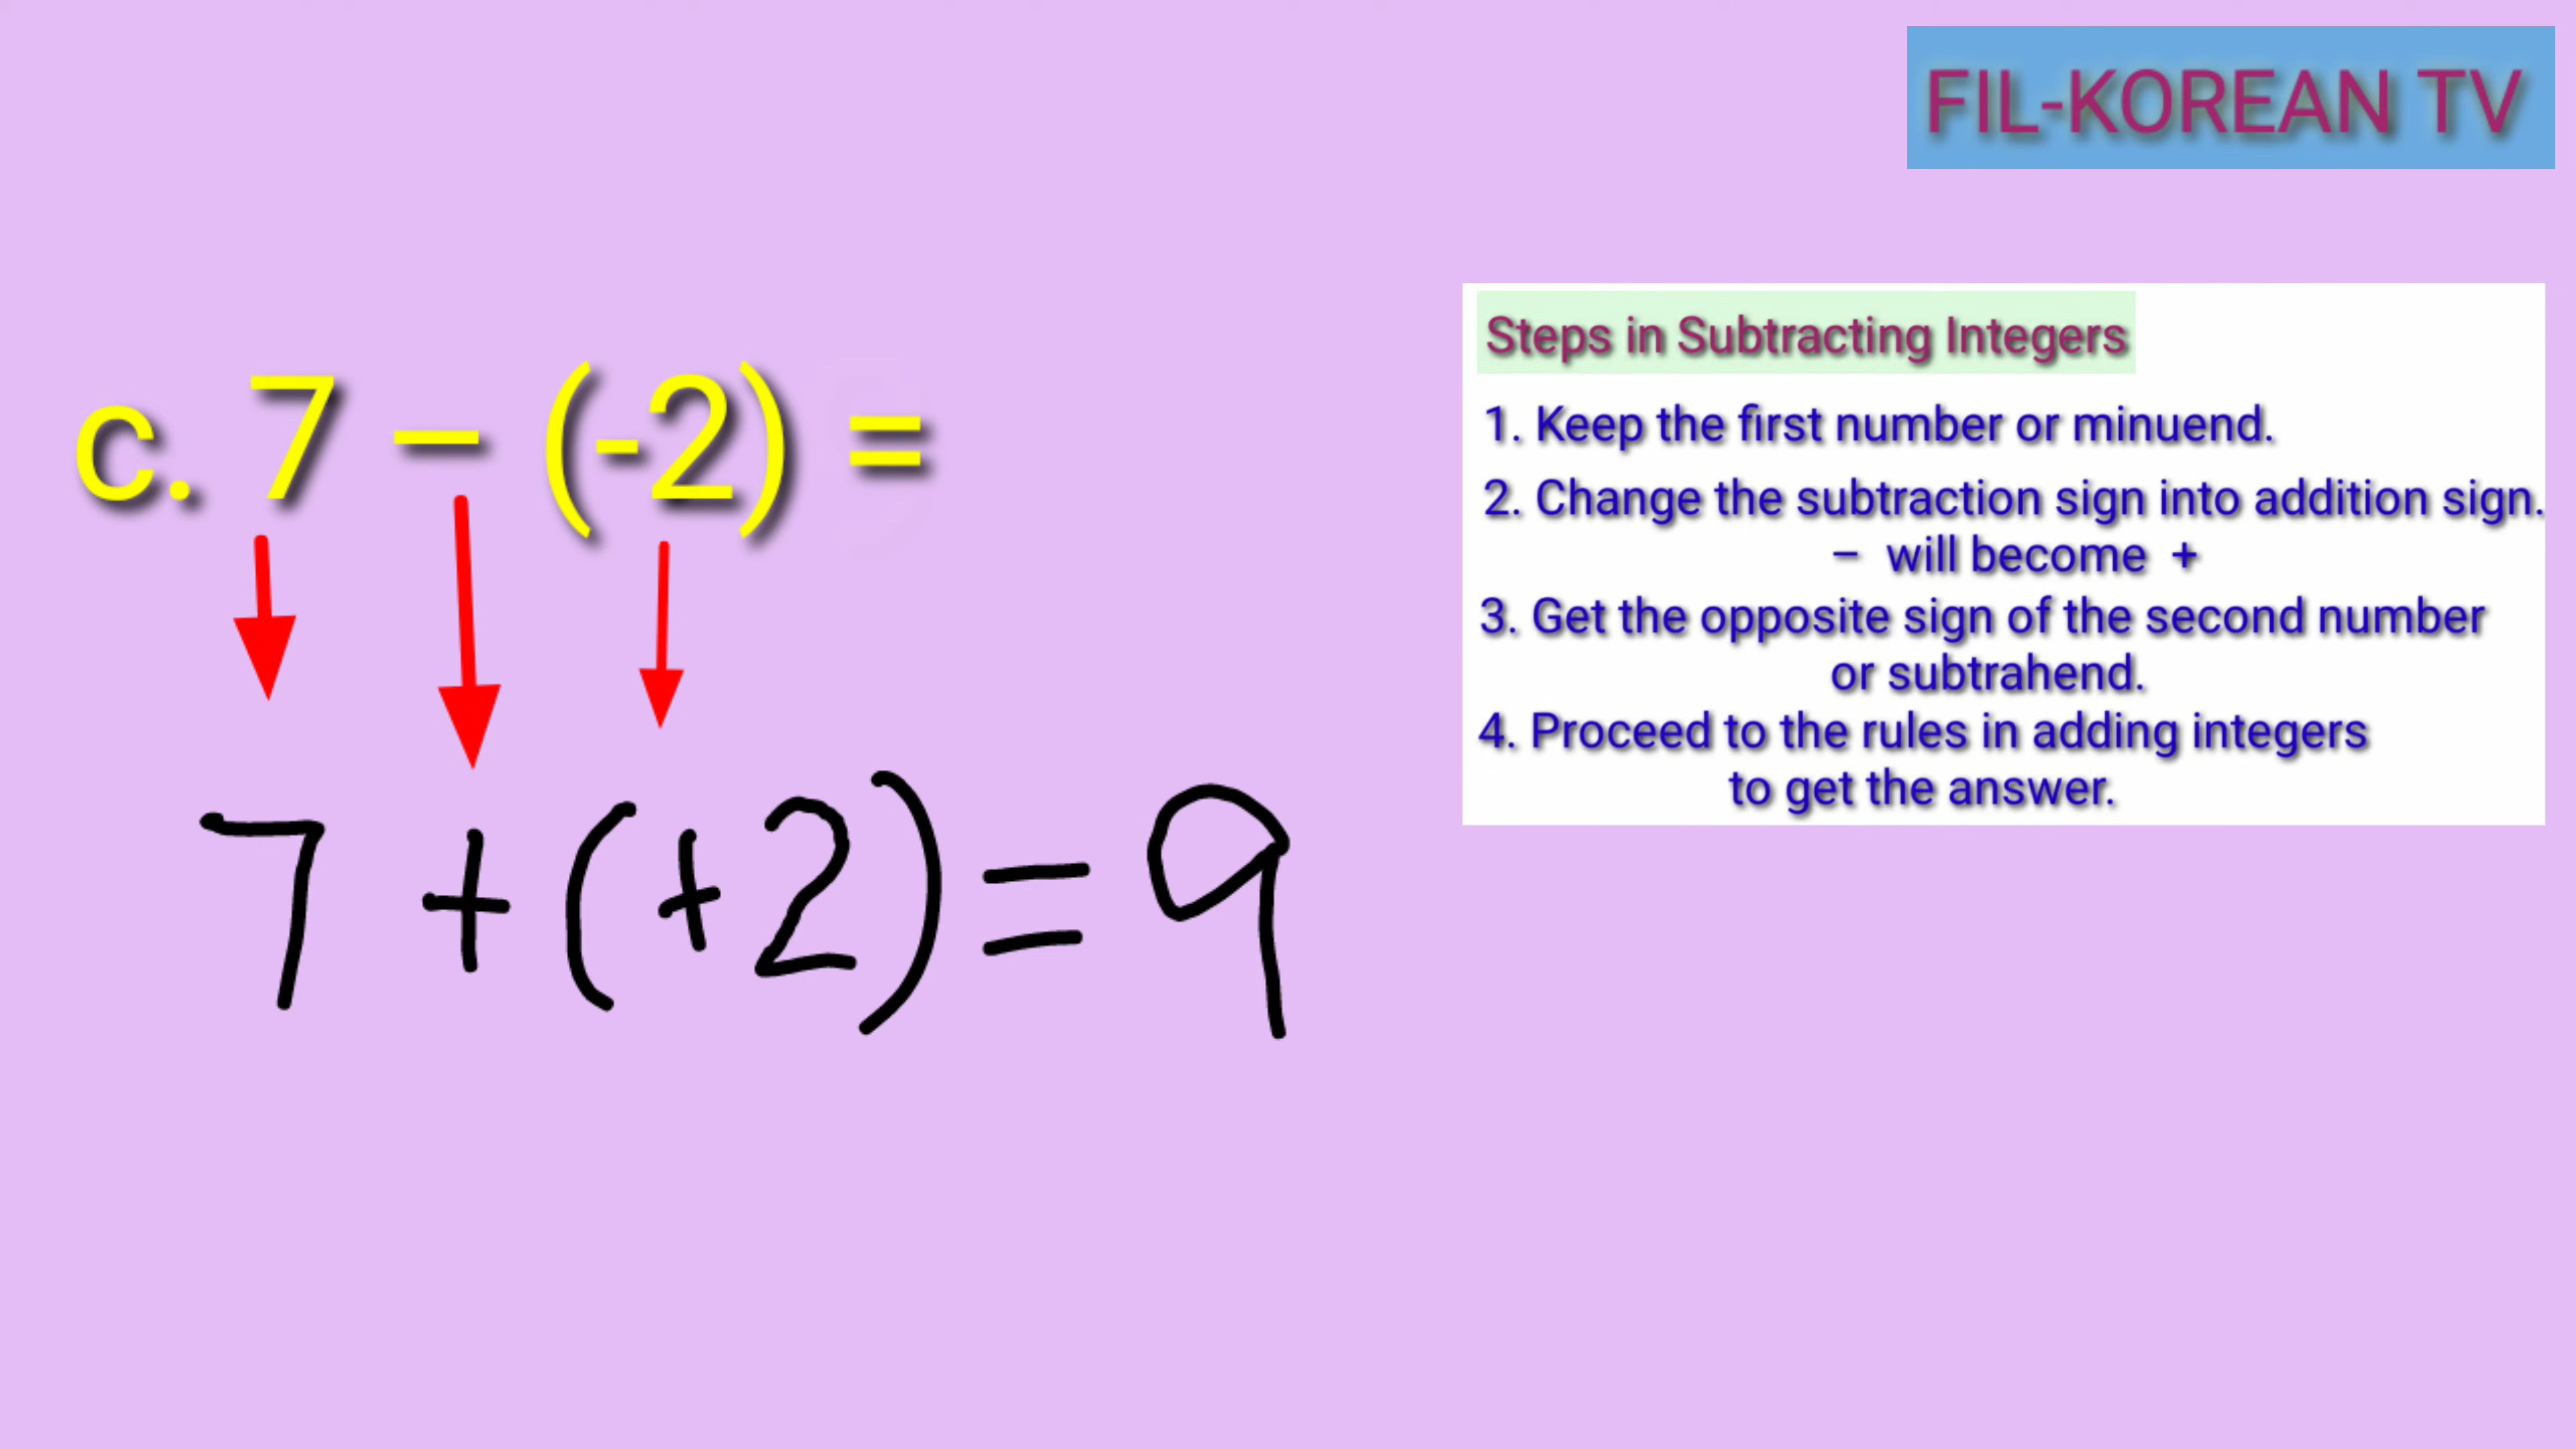 FIL-KOREAN TV
c. 7 – (-2) =
7 + (+2) = 9
Steps in Subtracting Integers
1. Keep the first number or minuend.
2. Change the subtraction sign into addition sign.
– will become +
3. Get the opposite sign of the second number
or subtrahend.
4. Proceed to the rules in adding integers
to get the answer.